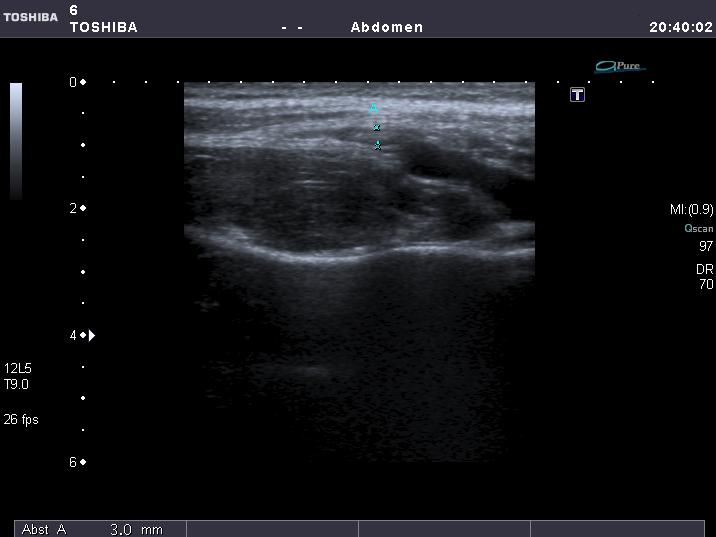 TOSHIBA
6
TOSHIBA - - Abdomen 20:40:02
APure
T
0
2
4
6
A
MI:(0.9)
Qscan
97
DR
70
12L5
T9.0
26 fps
Abst A 3.0 mm